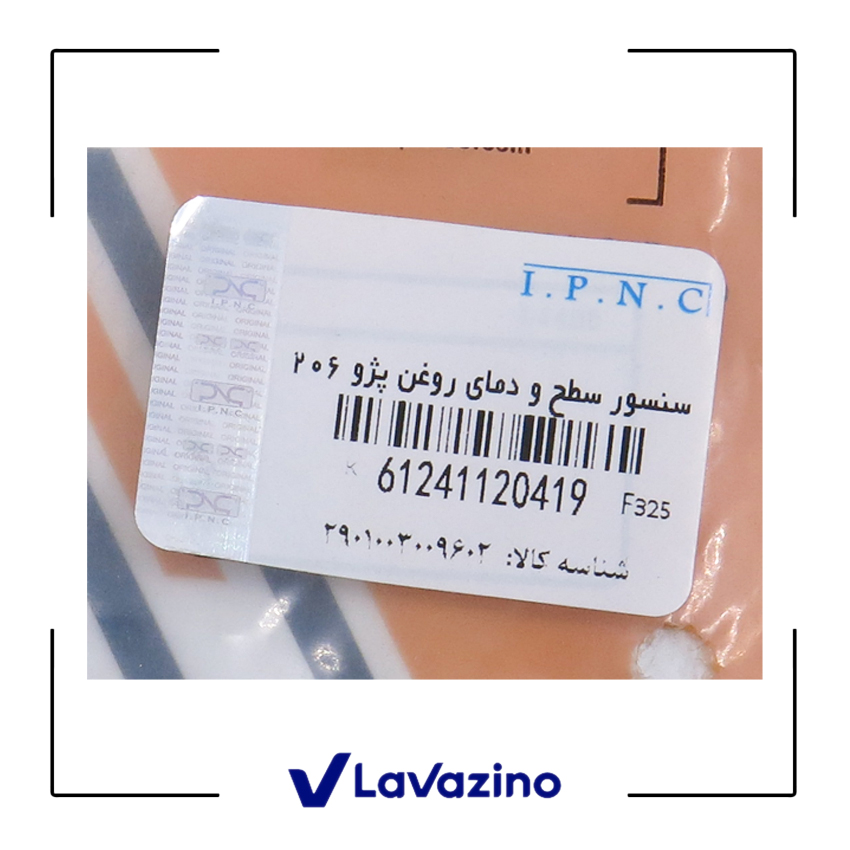 I.P.N.C
سنسور سطح و دمای روغن پژو ۲۰۶
K 61241120419 F325
شناسه کالا: ۲۹۰۱۰۰۳۰۰۹۶۰۲
I.P.N.C
I.P.N.C
I.P.N.C
LaVazino